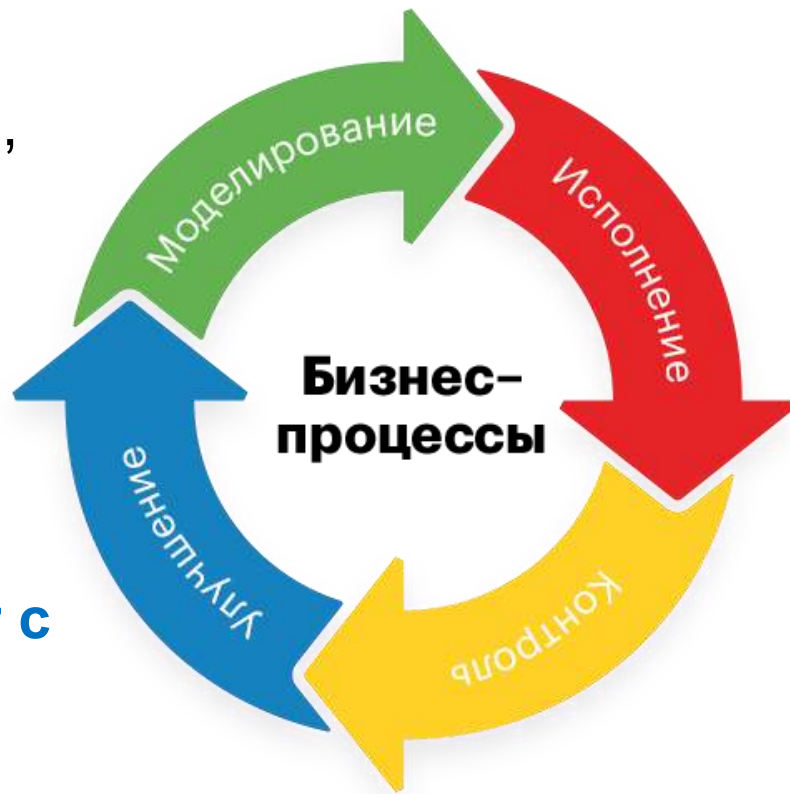 ,
Моделирование
Исполнение
Бизнес–
процессы
Контроль
Улучшение
с